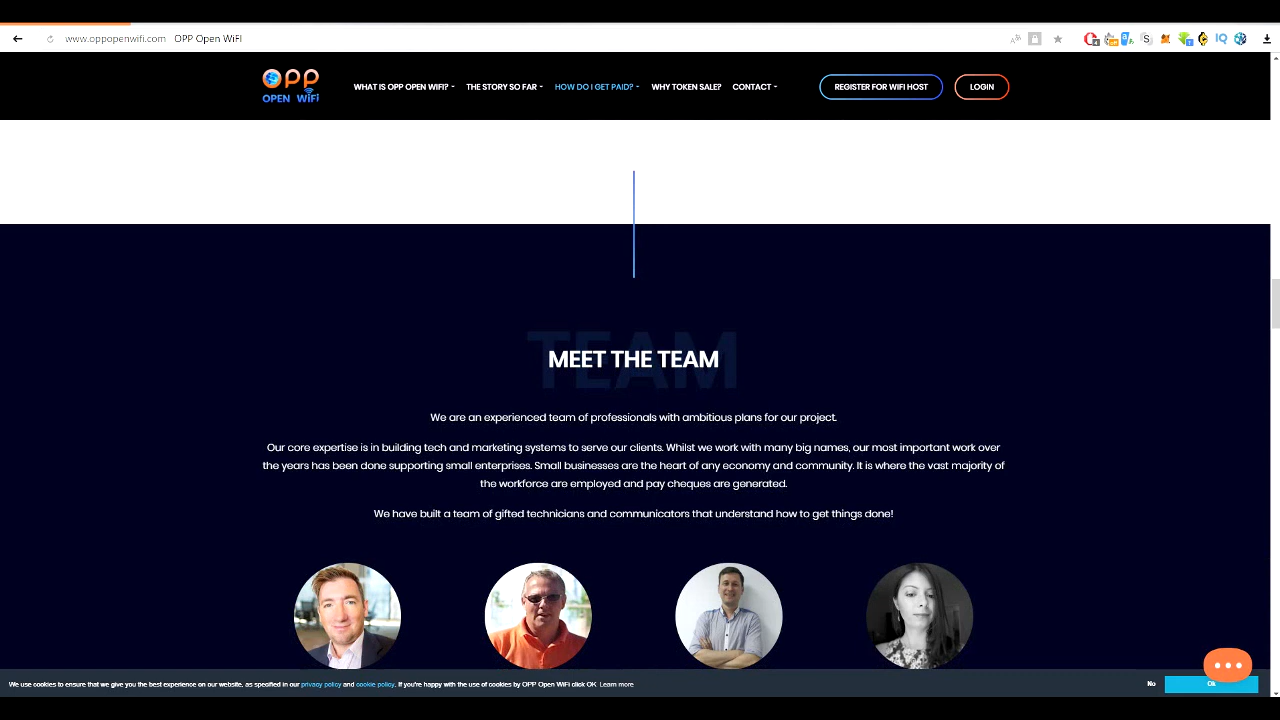 www.oppopenwifi.com OPP Open WiFi
OPP
OPEN WiFi
WHAT IS OPP OPEN WIFI? THE STORY SO FAR HOW DO I GET PAID? WHY TOKEN SALE? CONTACT REGISTER FOR WIFI HOST LOGIN
TEAM
MEET THE TEAM
We are an experienced team of professionals with ambitious plans for our project.
Our core expertise is in building tech and marketing systems to serve our clients. Whilst we work with many big names, our most important work over
the years has been done supporting small enterprises. Small businesses are the heart of any economy and community. It is where the vast majority of
the workforce are employed and pay cheques are generated.
We have built a team of gifted technicians and communicators that understand how to get things done!
We use cookies to ensure that we give you the best experience on our website, as specified in our privacy policy and cookie policy. If you're happy with the use of cookies by OPP Open WiFi click OK Learn more No